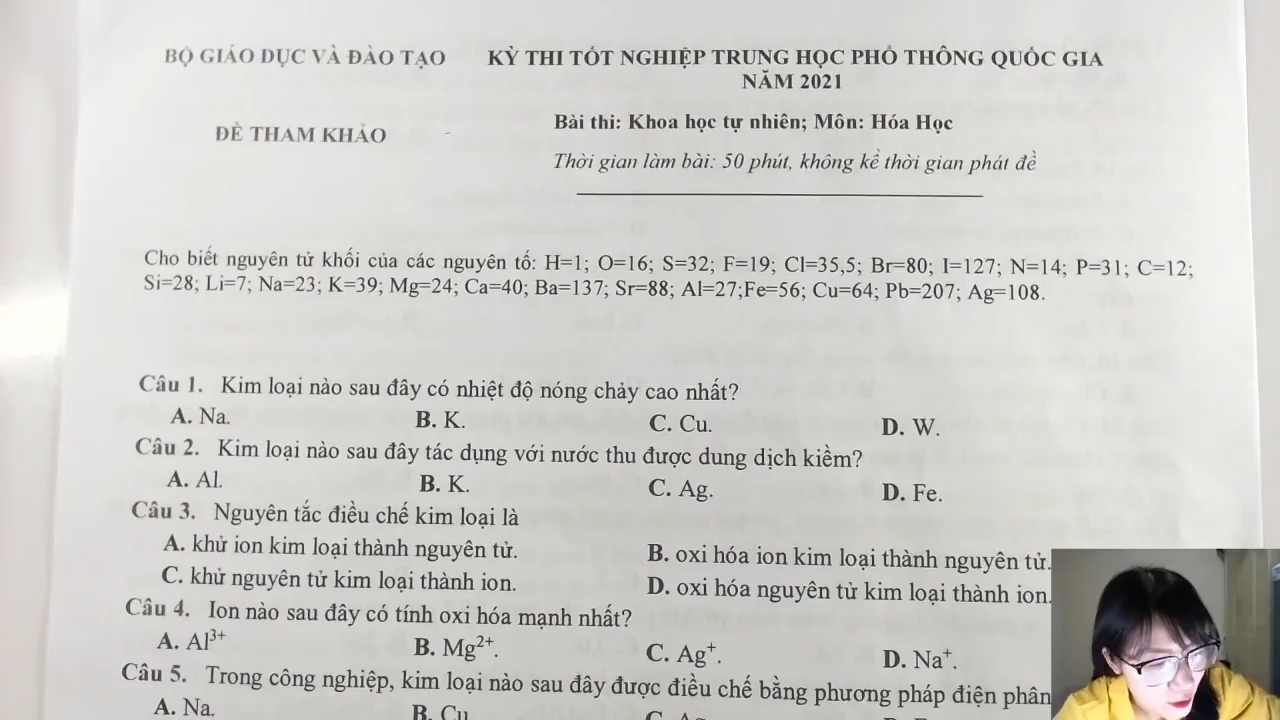 BỘ GIÁO DỤC VÀ ĐÀO TẠO
KỲ THI TỐT NGHIỆP TRUNG HỌC PHỔ THÔNG QUỐC GIA
NĂM 2021
ĐỀ THAM KHẢO
Bài thi: Khoa học tự nhiên; Môn: Hóa Học
Thời gian làm bài: 50 phút, không kể thời gian phát đề
Cho biết nguyên tử khối của các nguyên tố: H=1; O=16; S=32; F=19; Cl=35,5; Br=80; I=127; N=14; P=31; C=12;
Si=28; Li=7; Na=23; K=39; Mg=24; Ca=40; Ba=137; Sr=88; Al=27;Fe=56; Cu=64; Pb=207; Ag=108.
Câu 1. Kim loại nào sau đây có nhiệt độ nóng chảy cao nhất?
A. Na. B. K. C. Cu. D. W.
Câu 2. Kim loại nào sau đây tác dụng với nước thu được dung dịch kiềm?
A. Al. B. K. C. Ag. D. Fe.
Câu 3. Nguyên tắc điều chế kim loại là
A. khử ion kim loại thành nguyên tử. B. oxi hóa ion kim loại thành nguyên tử.
C. khử nguyên tử kim loại thành ion. D. oxi hóa nguyên tử kim loại thành ion.
Câu 4. Ion nào sau đây có tính oxi hóa mạnh nhất?
A. Al³⁺ B. Mg²⁺. C. Ag⁺. D. Na⁺.
Câu 5. Trong công nghiệp, kim loại nào sau đây được điều chế bằng phương pháp điện phân
A. Na. B. Cu